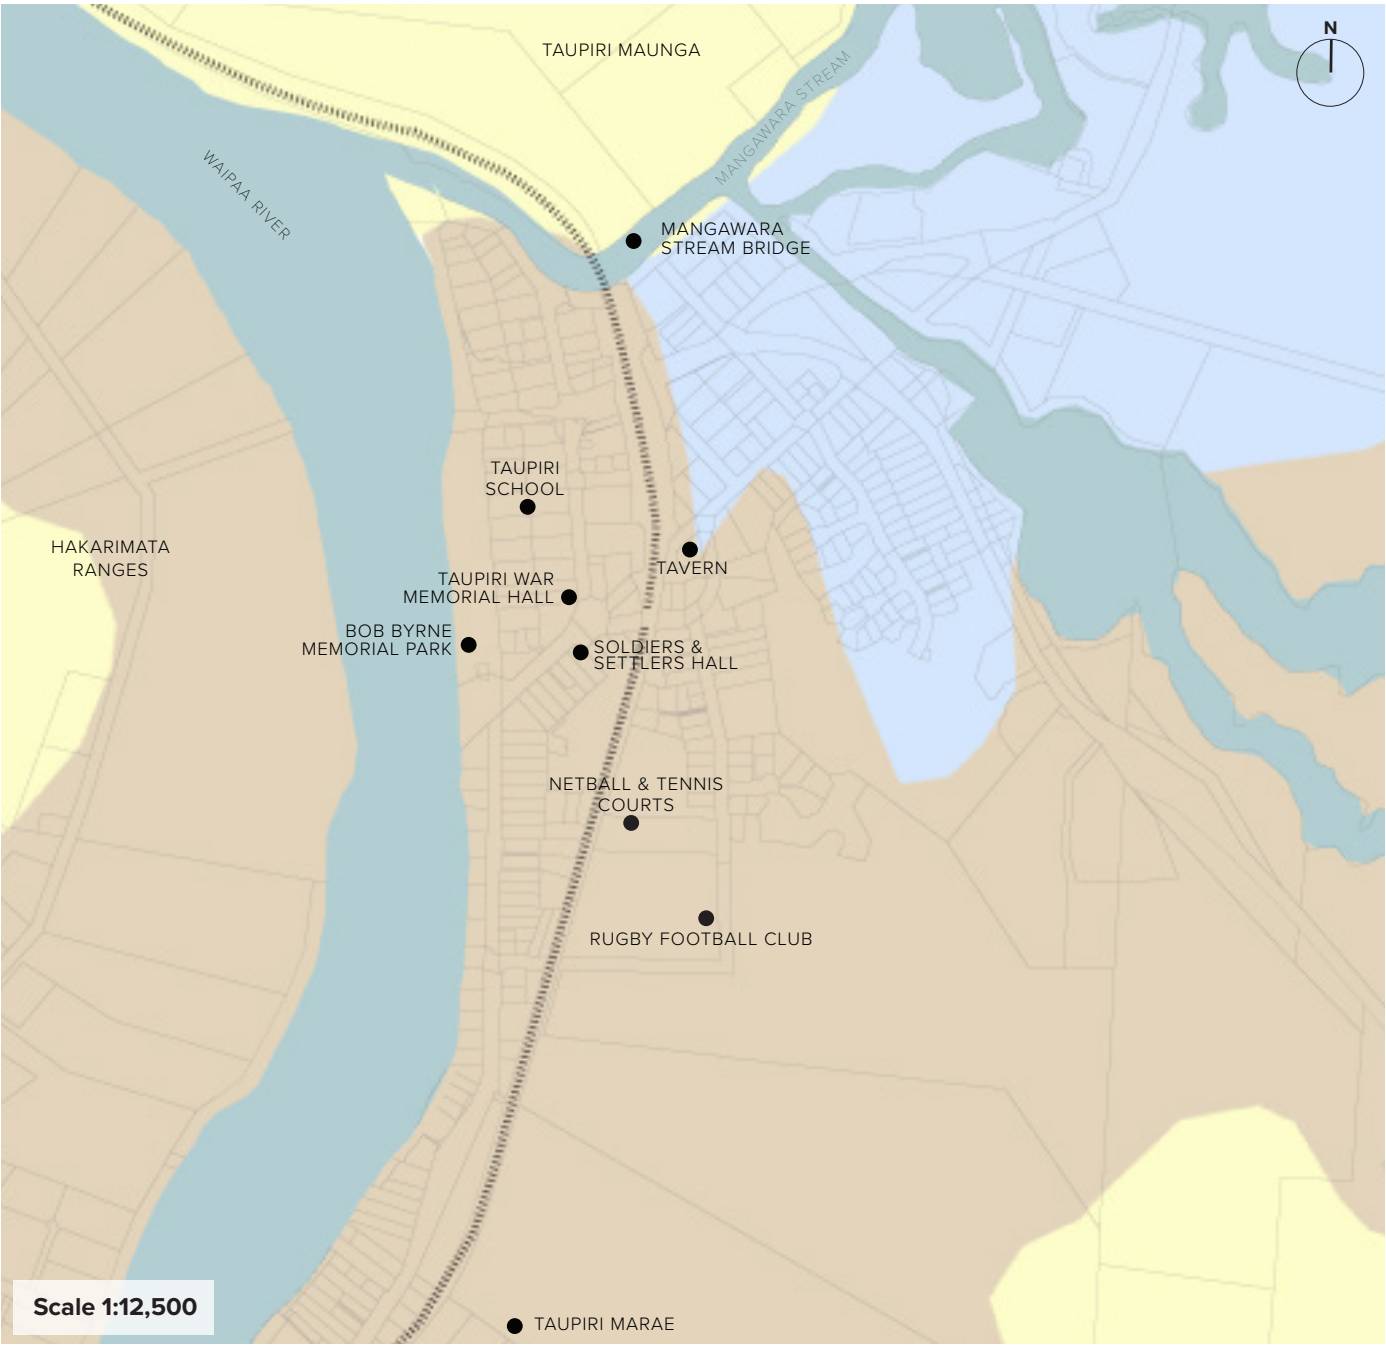 N
TAUPIRI MAUNGA
MANGAWARA STREAM
WAIPAA RIVER
MANGAWARA
STREAM BRIDGE
TAUPIRI
SCHOOL
HAKARIMATA
RANGES
TAVERN
TAUPIRI WAR
MEMORIAL HALL
BOB BYRNE
MEMORIAL PARK
SOLDIERS &
SETTLERS HALL
NETBALL & TENNIS
COURTS
RUGBY FOOTBALL CLUB
Scale 1:12,500
TAUPIRI MARAE